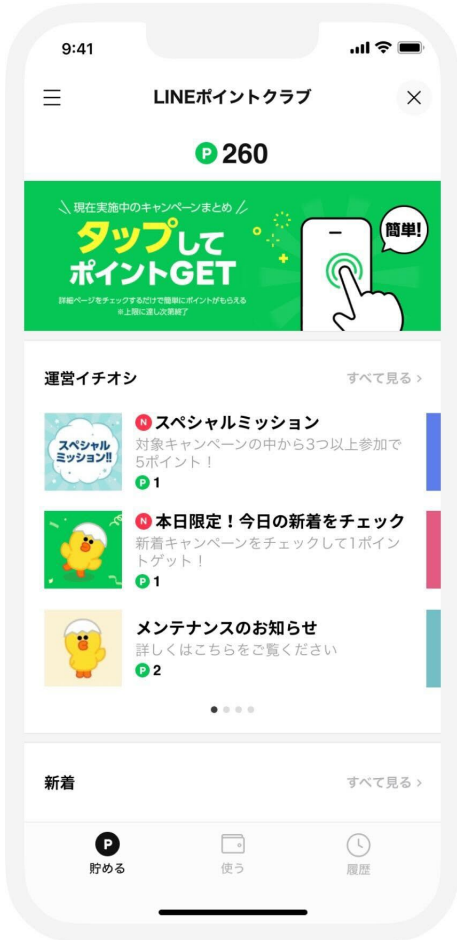 9:41
LINEポイントクラブ
P 260
現在実施中のキャンペーンまとめ
タップして
ポイントGET
簡単!
詳細ページをチェックするだけで簡単にポイントがもらえる
※上限に達し次第終了
運営イチオシ
すべて見る
スペシャル
ミッション!!
N スペシャルミッション
対象キャンペーンの中から3つ以上参加で
5ポイント！
P 1
N 本日限定！今日の新着をチェック
新着キャンペーンをチェックして1ポイン
トゲット！
P 1
メンテナンスのお知らせ
詳しくはこちらをご覧ください
P 2
新着
すべて見る
P
貯める
使う
履歴